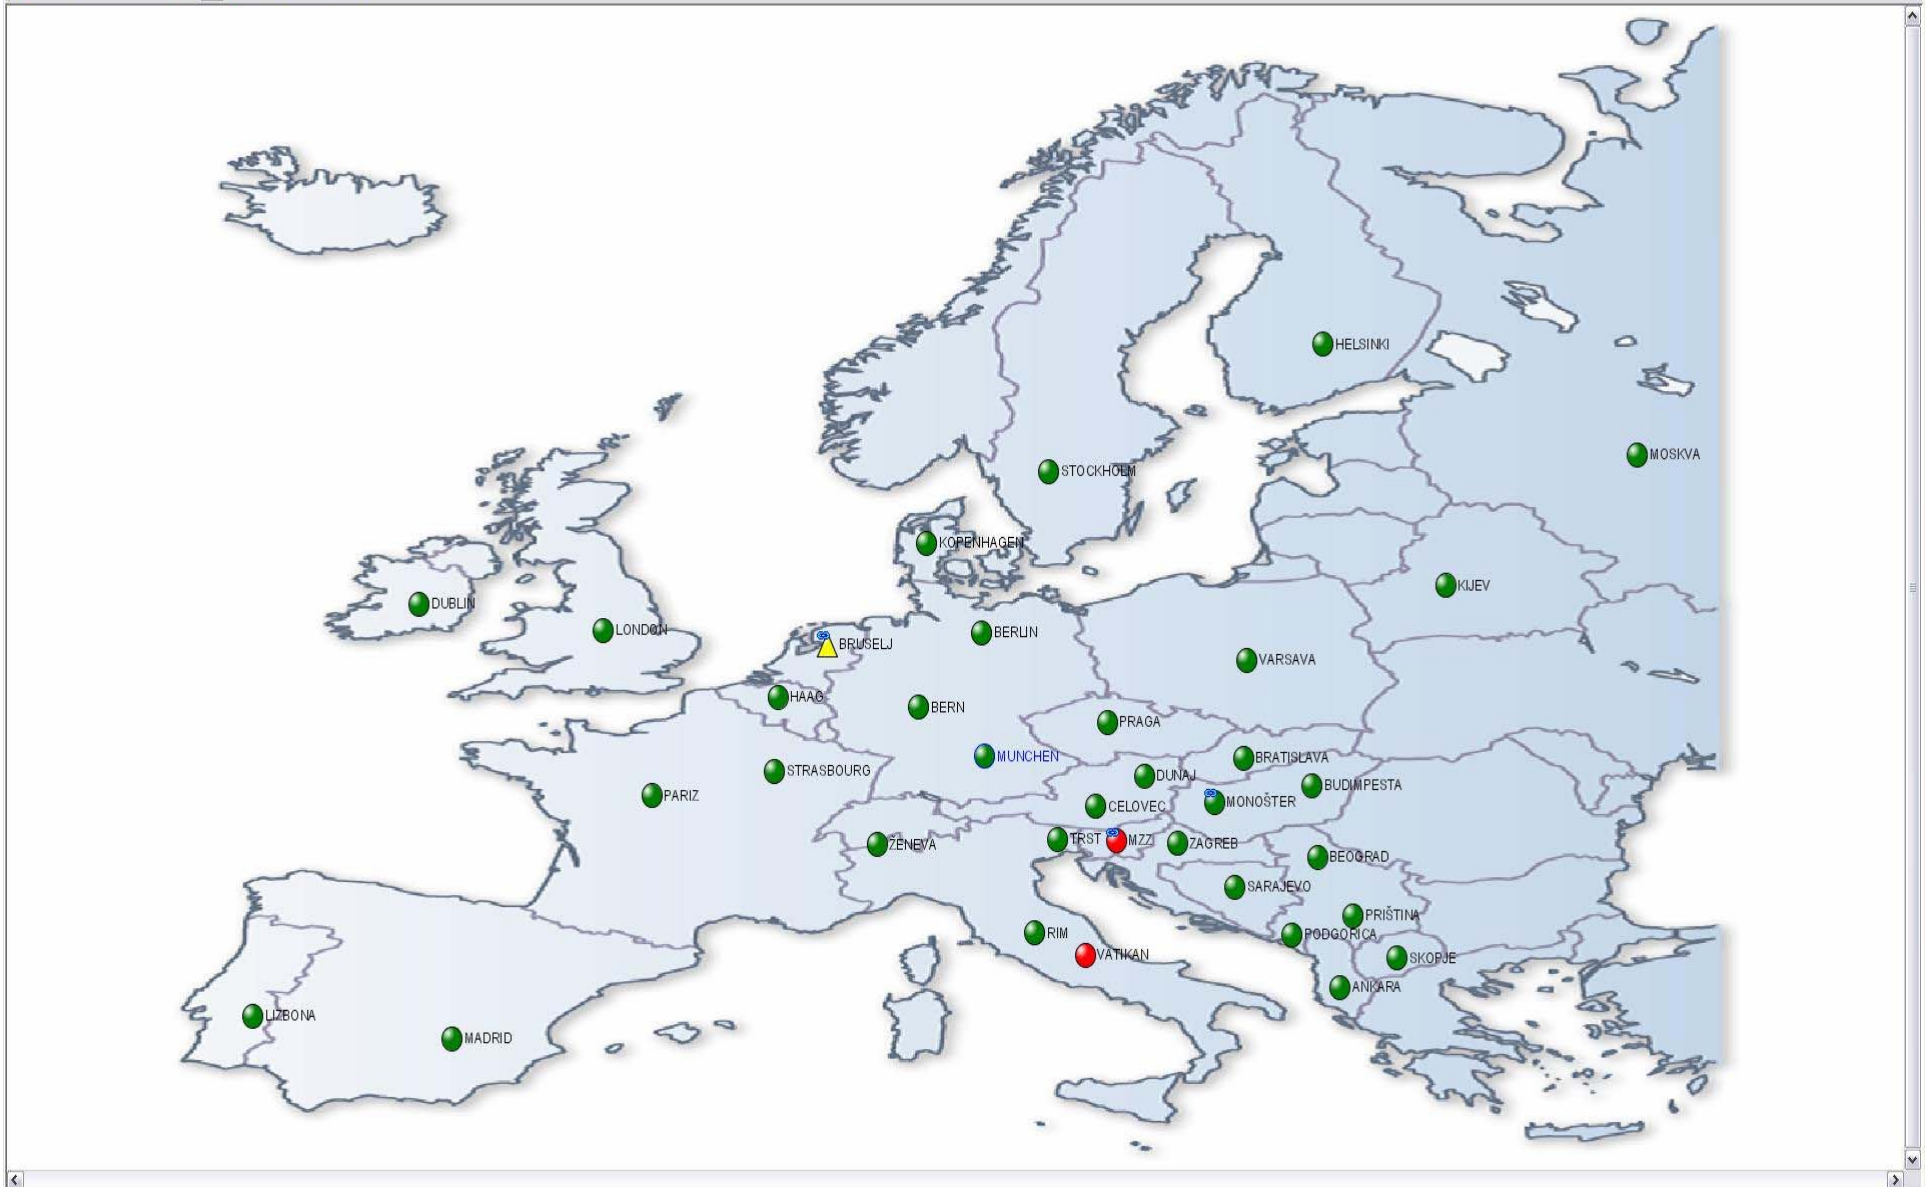 HELSINKI
MOSKVA
STOCKHOLM
KOPENHAGEN
KIJEV
DUBLIN
LONDON
BERLIN
BRUSELJ
VARSAVA
HAAG
BERN
PRAGA
MUNCHEN
BRATISLAVA
STRASBOURG
DUNAJ
BUDIMPESTA
PARIZ
MONOŠTER
CELOVEC
TRST
MZZ
ZAGREB
ŽENEVA
BEOGRAD
SARAJEVO
PRIŠTINA
RIM
PODGORICA
VATIKAN
SKOPJE
ANKARA
LIZBONA
MADRID